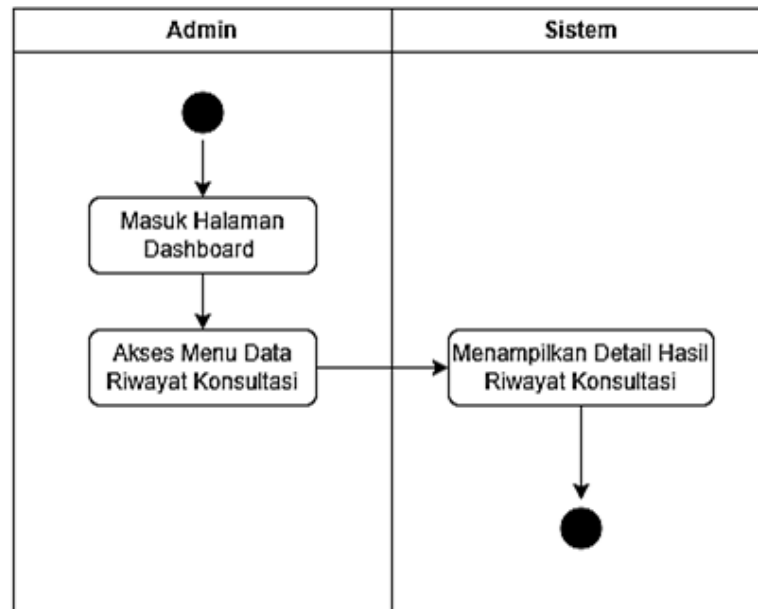 Admin
Sistem
Masuk Halaman
Dashboard
Akses Menu Data
Riwayat Konsultasi
Menampilkan Detail Hasil
Riwayat Konsultasi